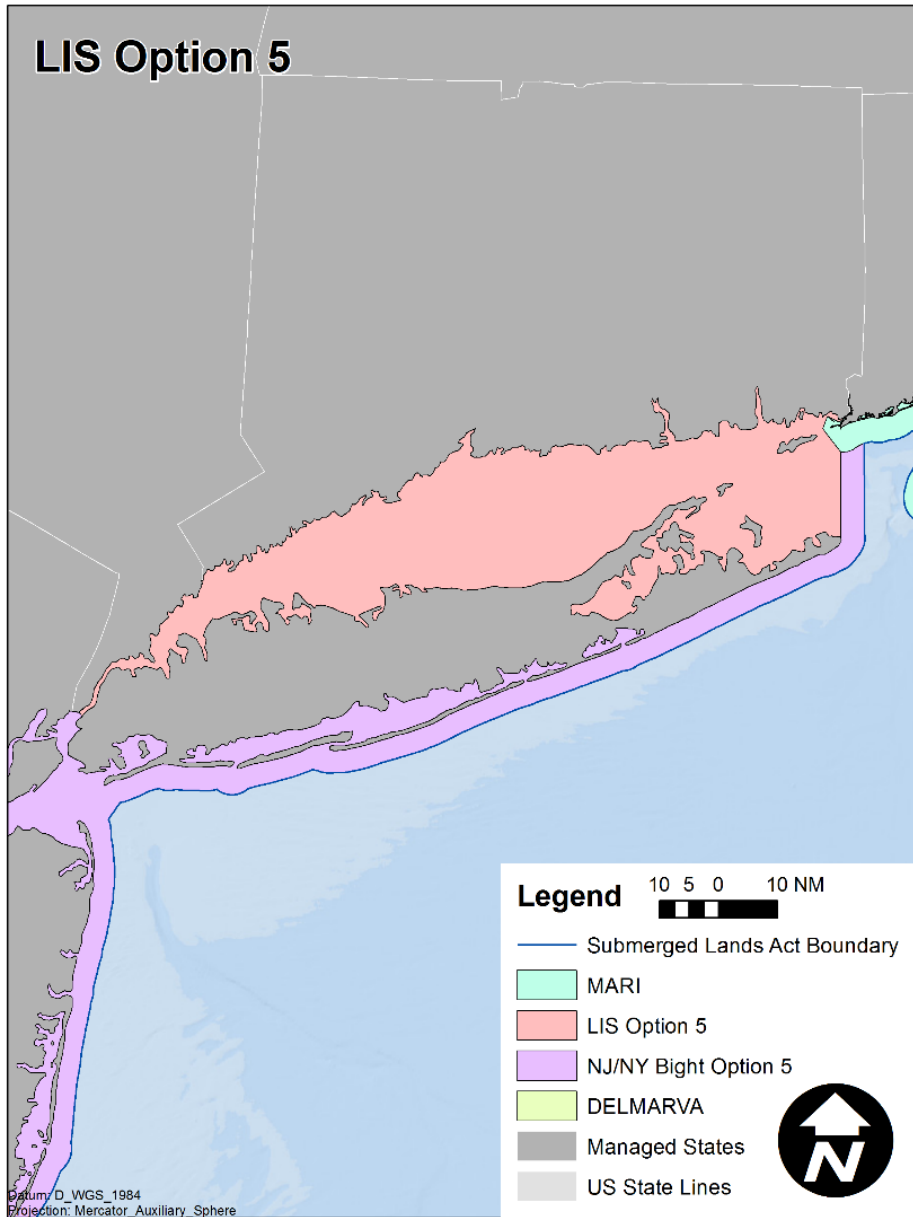 LIS Option 5
Legend
10 5 0 10 NM
Submerged Lands Act Boundary
MARI
LIS Option 5
NJ/NY Bight Option 5
DELMARVA
Managed States
US State Lines
N
Datum: D_WGS_1984
Projection: Mercator_Auxiliary_Sphere